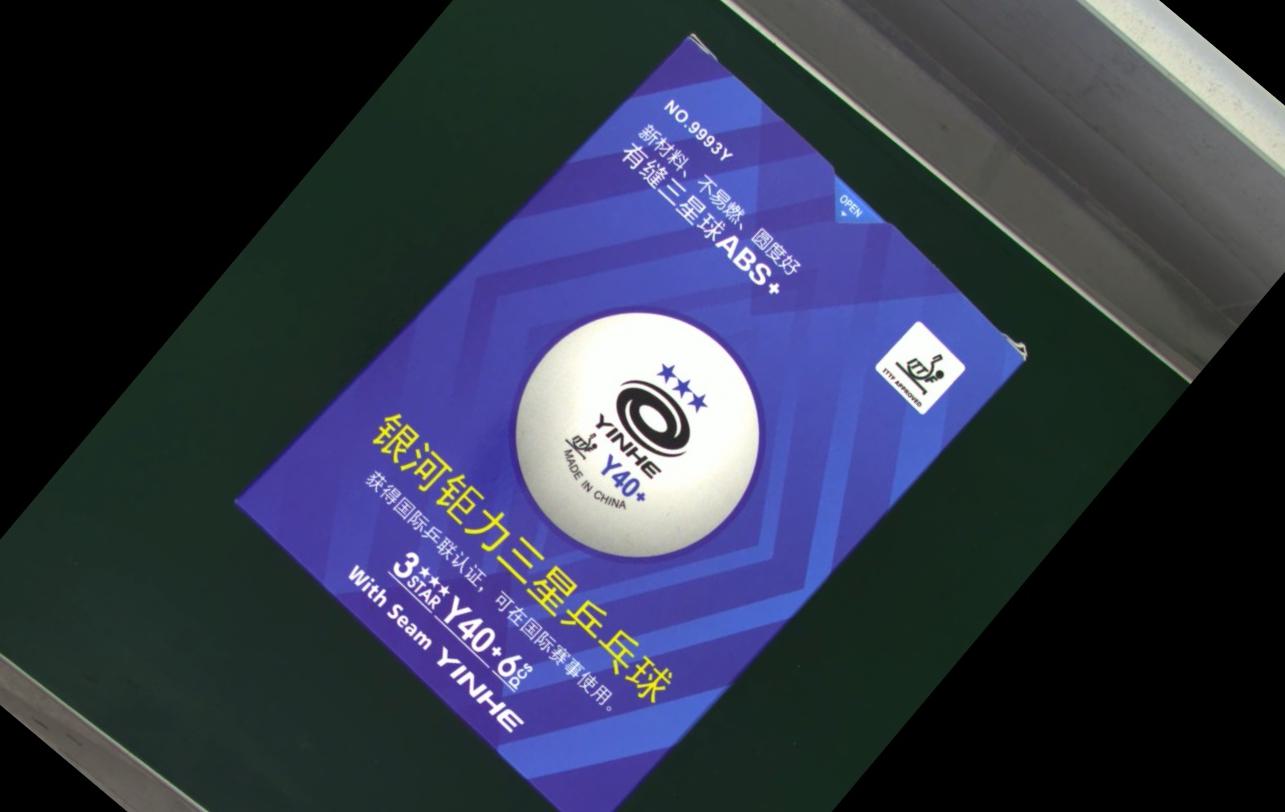 NO.9993Y
新材料、不易燃、圆度好
有缝三星球ABS+
OPEN
ITTF
ITTF APPROVED
YINHE
ITTF Y40+
MADE IN CHINA
银河钜力三星乒乓球
获得国际乒联认证，可在国际赛事使用。
3★★★ STAR Y40+ 6PCS
With Seam YINHE